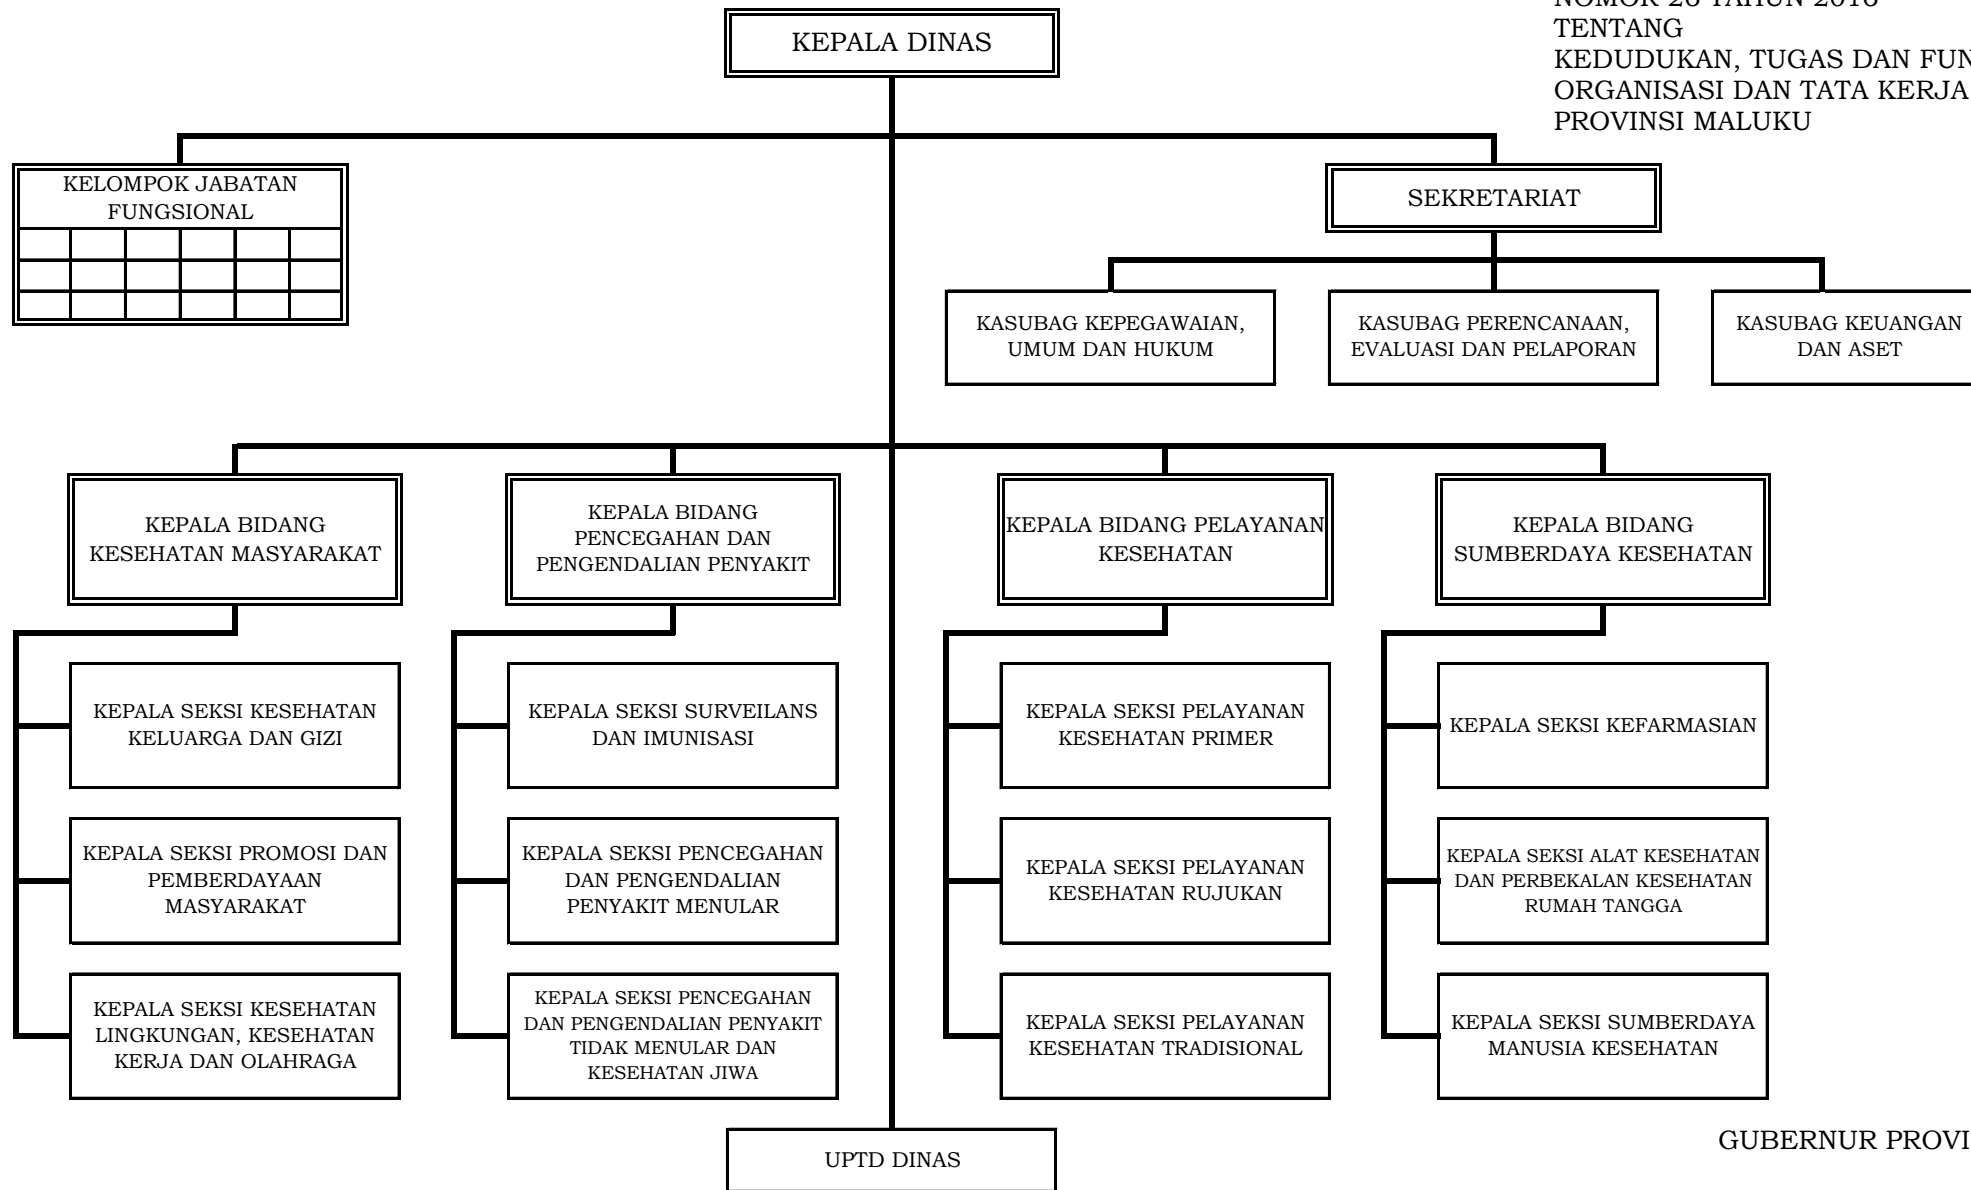 KEPALA DINAS
TENTANG
KEDUDUKAN, TUGAS DAN
ORGANISASI DAN TATA KERJA
PROVINSI MALUKU
KELOMPOK JABATAN
FUNGSIONAL
SEKRETARIAT
KASUBAG KEPEGAWAIAN,
UMUM DAN HUKUM
KASUBAG PERENCANAAN,
EVALUASI DAN PELAPORAN
KASUBAG KEUANGAN
DAN ASET
KEPALA BIDANG
KESEHATAN MASYARAKAT
KEPALA BIDANG
PENCEGAHAN DAN
PENGENDALIAN PENYAKIT
KEPALA BIDANG PELAYANAN
KESEHATAN
KEPALA BIDANG
SUMBERDAYA KESEHATAN
KEPALA SEKSI KESEHATAN
KELUARGA DAN GIZI
KEPALA SEKSI SURVEILANS
DAN IMUNISASI
KEPALA SEKSI PELAYANAN
KESEHATAN PRIMER
KEPALA SEKSI KEFARMASIAN
KEPALA SEKSI PROMOSI DAN
PEMBERDAYAAN
MASYARAKAT
KEPALA SEKSI PENCEGAHAN
DAN PENGENDALIAN
PENYAKIT MENULAR
KEPALA SEKSI PELAYANAN
KESEHATAN RUJUKAN
KEPALA SEKSI ALAT KESEHATAN
DAN PERBEKALAN KESEHATAN
RUMAH TANGGA
KEPALA SEKSI KESEHATAN
LINGKUNGAN, KESEHATAN
KERJA DAN OLAHRAGA
KEPALA SEKSI PENCEGAHAN
DAN PENGENDALIAN PENYAKIT
TIDAK MENULAR DAN
KESEHATAN JIWA
KEPALA SEKSI PELAYANAN
KESEHATAN TRADISIONAL
KEPALA SEKSI SUMBERDAYA
MANUSIA KESEHATAN
GUBERNUR
UPTD DINAS